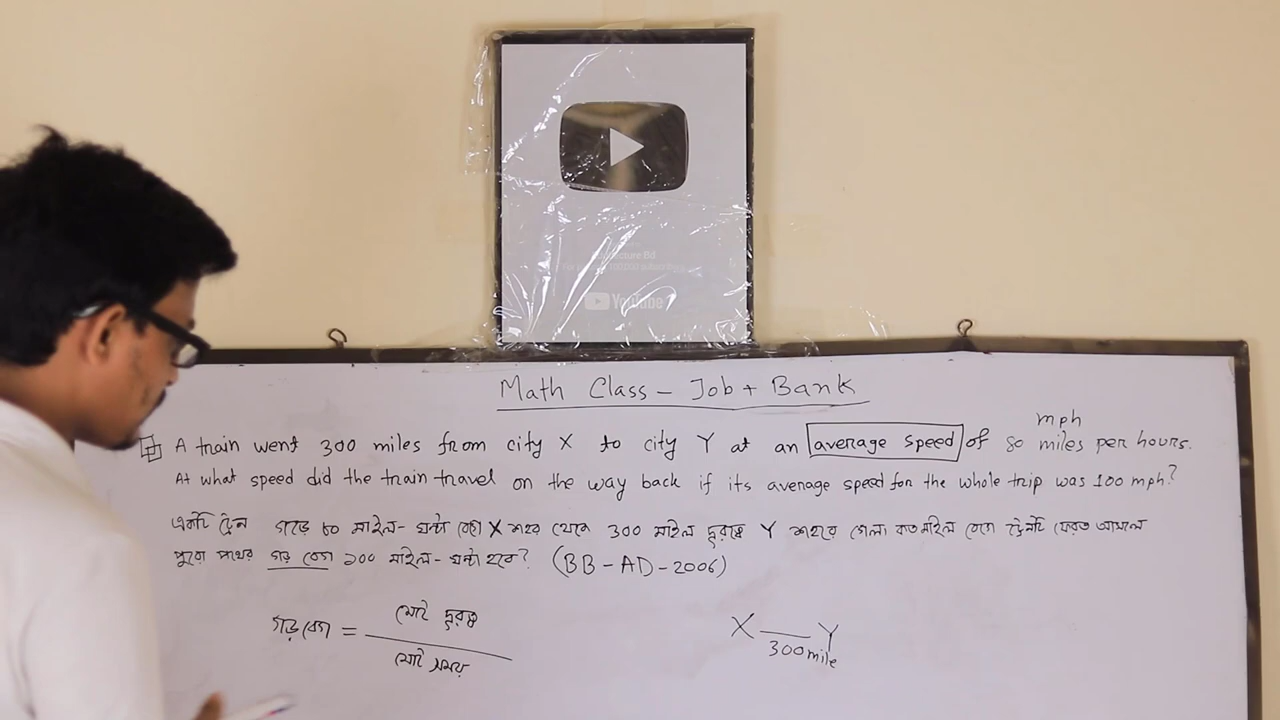 YouTube
Math Class - Job + Bank
mph
A train went 300 miles from city X to city Y at an average speed of 80 miles per hours.
At what speed did the train travel on the way back if its average speed for the whole trip was 100 mph?
একটি ট্রেন গড়ে ৮০ মাইল-ঘন্টা বেগে X শহর থেকে 300 মাইল দূরত্বে Y শহরে গেল। কত মাইল বেগে ট্রেনটি ফেরত আসলে
পুরো পথের গড় বেগ ১০০ মাইল-ঘন্টা হবে? (BB-AD-2006)
গড় বেগ = মোট দূরত্ব
মোট সময়
X Y
300 mile